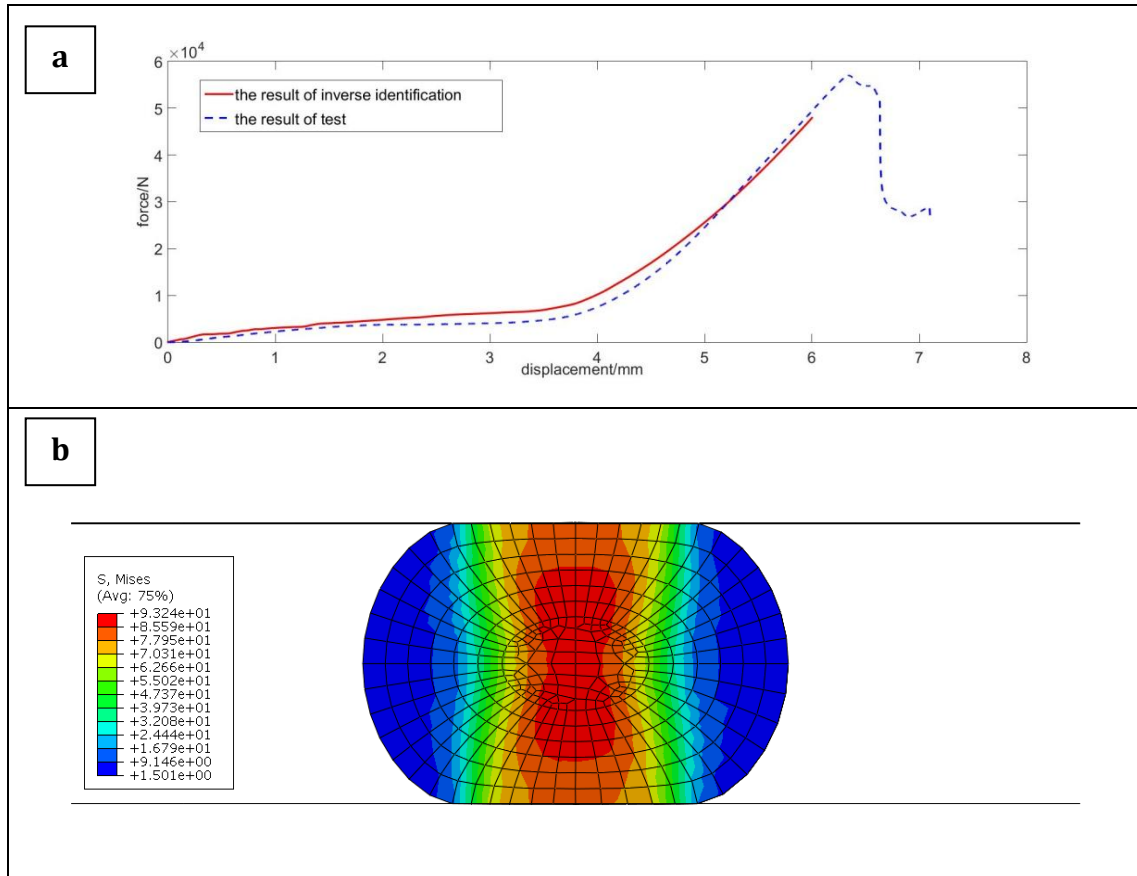 a
×10⁴
6
5
4
3
2
1
0
force/N
the result of inverse identification
the result of test
0 1 2 3 4 5 6 7 8
displacement/mm
b
S, Mises
(Avg: 75%)
+9.324e+01
+8.559e+01
+7.795e+01
+7.031e+01
+6.266e+01
+5.502e+01
+4.737e+01
+3.973e+01
+3.208e+01
+2.444e+01
+1.679e+01
+9.146e+00
+1.501e+00